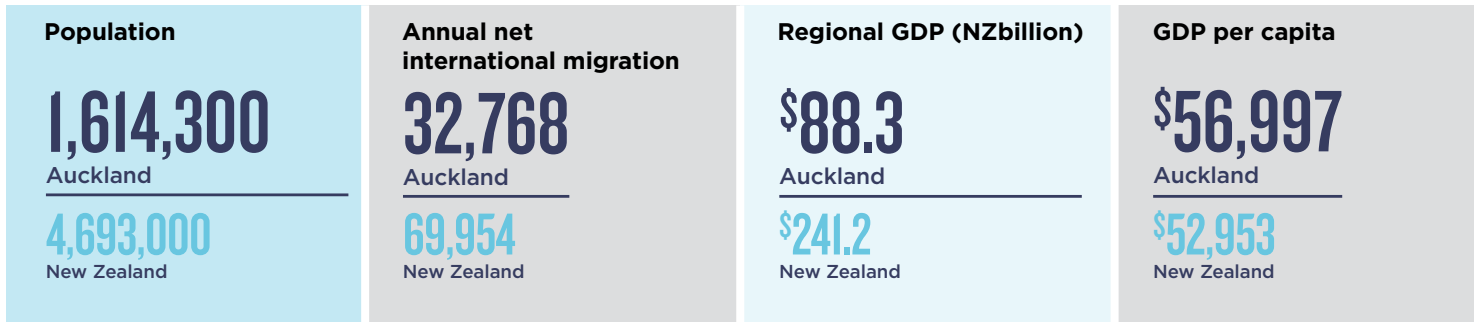 Population
1,614,300
Auckland
4,693,000
New Zealand
Annual net
international migration
32,768
Auckland
69,954
New Zealand
Regional GDP (NZbillion)
$88.3
Auckland
$241.2
New Zealand
GDP per capita
$56,997
Auckland
$52,953
New Zealand